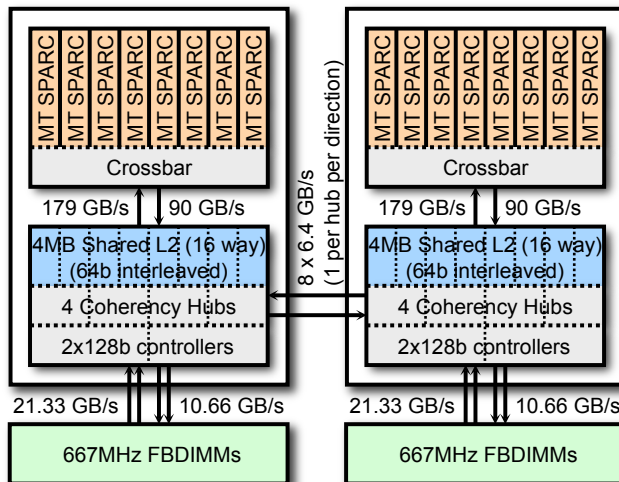 MT SPARC
MT SPARC
MT SPARC
MT SPARC
MT SPARC
MT SPARC
MT SPARC
MT SPARC
Crossbar
179 GB/s
90 GB/s
4MB Shared L2 (16 way)
(64b interleaved)
4 Coherency Hubs
2x128b controllers
21.33 GB/s
10.66 GB/s
667MHz FBDIMMs
8 x 6.4 GB/s
(1 per hub per direction)
MT SPARC
MT SPARC
MT SPARC
MT SPARC
MT SPARC
MT SPARC
MT SPARC
MT SPARC
Crossbar
179 GB/s
90 GB/s
4MB Shared L2 (16 way)
(64b interleaved)
4 Coherency Hubs
2x128b controllers
21.33 GB/s
10.66 GB/s
667MHz FBDIMMs